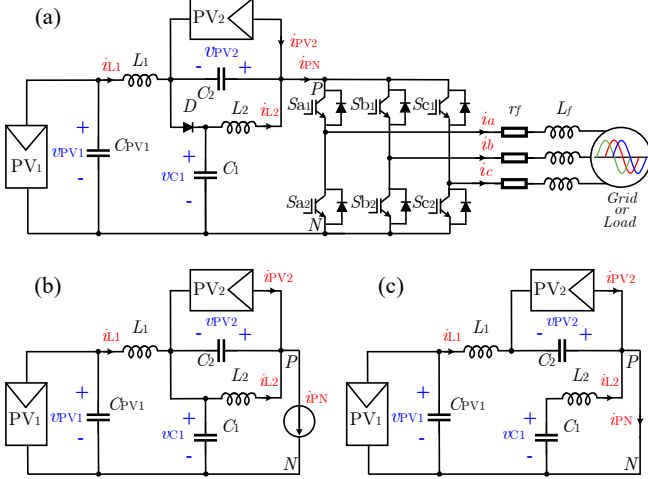 (a)
PV2
iPV2
vPV2
iL1
L1
- +
iPN
C2
P
D
L2
iL2
Sa1
Sb1
Sc1
PV1
+
vPV1
-
CPV1
+
vC1
-
C1
ia
rf
Lf
ib
ic
Sa2
Sb2
Sc2
N
Grid
or
Load
(b)
PV2
iPV2
iL1
L1
vPV2
- +
C2
P
L2
iL2
iPN
PV1
+
vPV1
-
CPV1
+
vC1
-
C1
N
(c)
PV2
iPV2
iL1
L1
vPV2
- +
C2
P
L2
iL2
iPN
PV1
+
vPV1
-
CPV1
+
vC1
-
C1
N